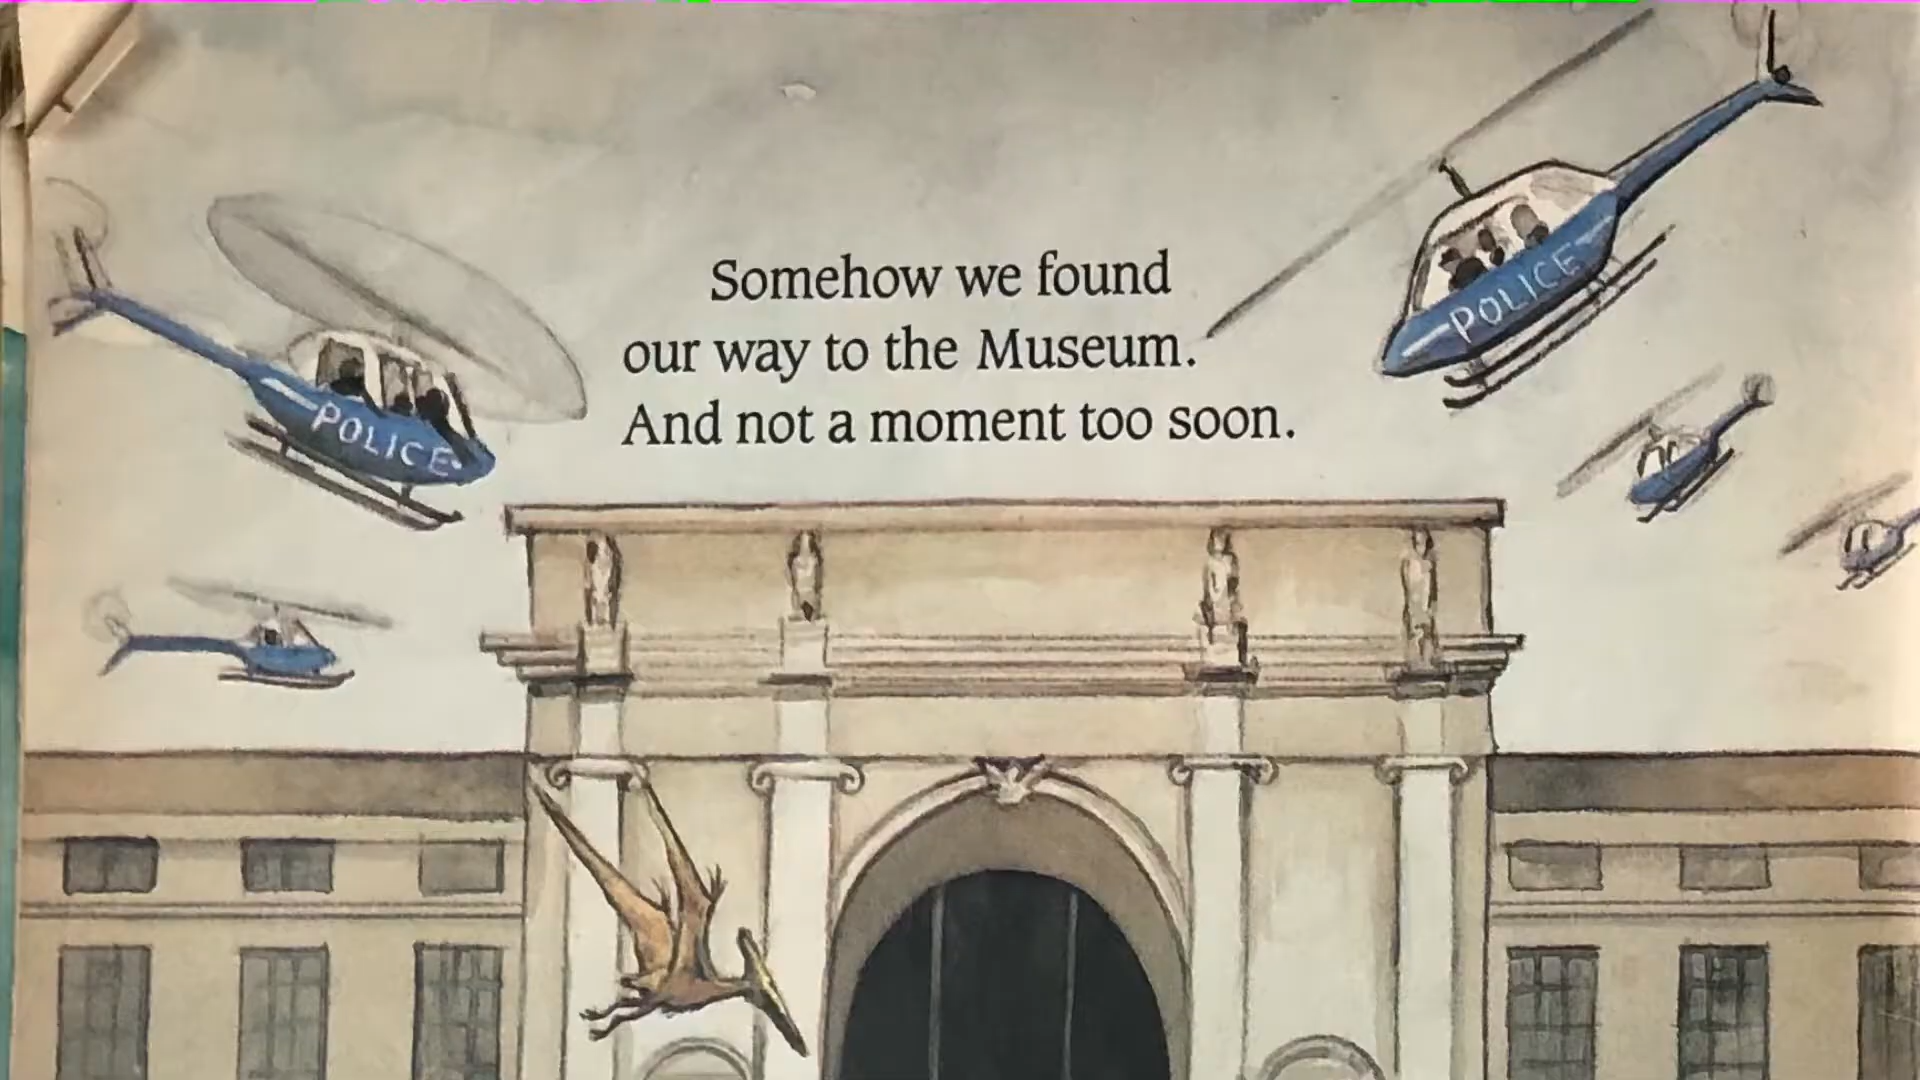 Somehow we found
our way to the Museum.
And not a moment too soon.
POLICE
POLICE